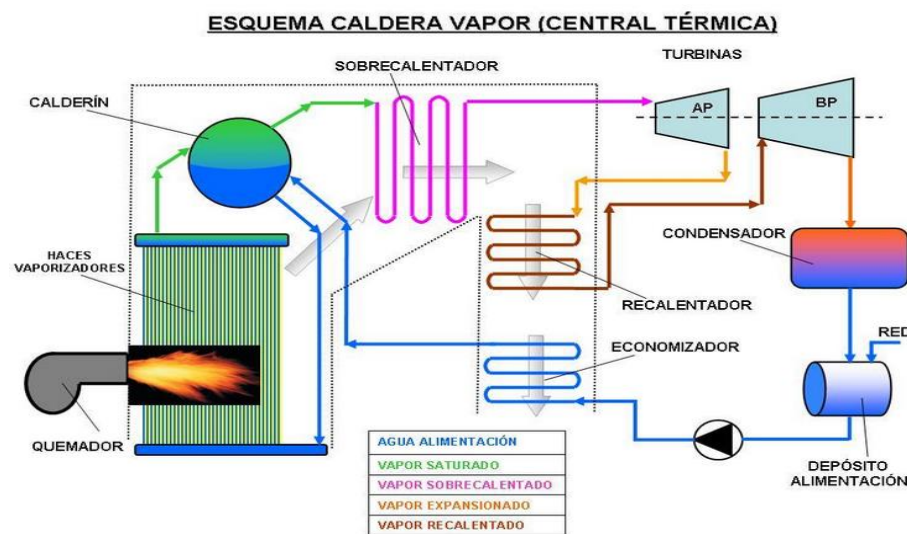 ESQUEMA CALDERA VAPOR (CENTRAL TÉRMICA)
TURBINAS
SOBRECALENTADOR
CALDERÍN
AP
BP
HACES
VAPORIZADORES
CONDENSADOR
RECALENTADOR
RED
ECONOMIZADOR
QUEMADOR
DEPÓSITO
ALIMENTACIÓN
AGUA ALIMENTACIÓN
VAPOR SATURADO
VAPOR SOBRECALENTADO
VAPOR EXPANSIONADO
VAPOR RECALENTADO